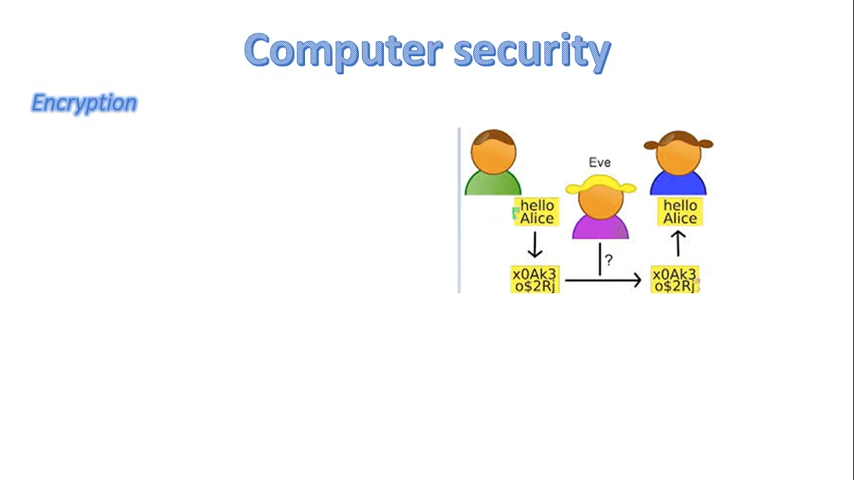 Computer security
Encryption
Eve
hello
Alice
hello
Alice
?
x0Ak3
o$2Rj
x0Ak3
o$2Rj